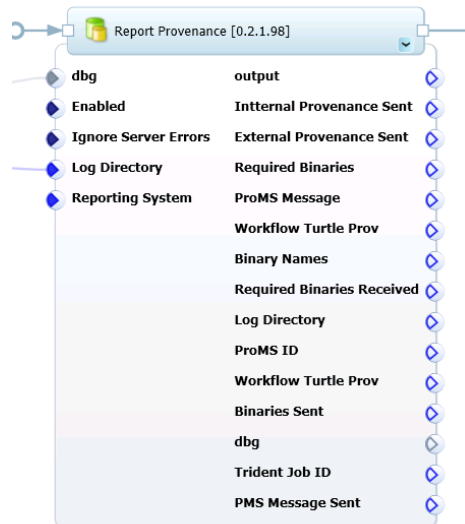 Report Provenance [0.2.1.98]
dbg output
Enabled Intternal Provenance Sent
Ignore Server Errors External Provenance Sent
Log Directory Required Binaries
Reporting System ProMS Message
Workflow Turtle Prov
Binary Names
Required Binaries Received
Log Directory
ProMS ID
Workflow Turtle Prov
Binaries Sent
dbg
Trident Job ID
PMS Message Sent